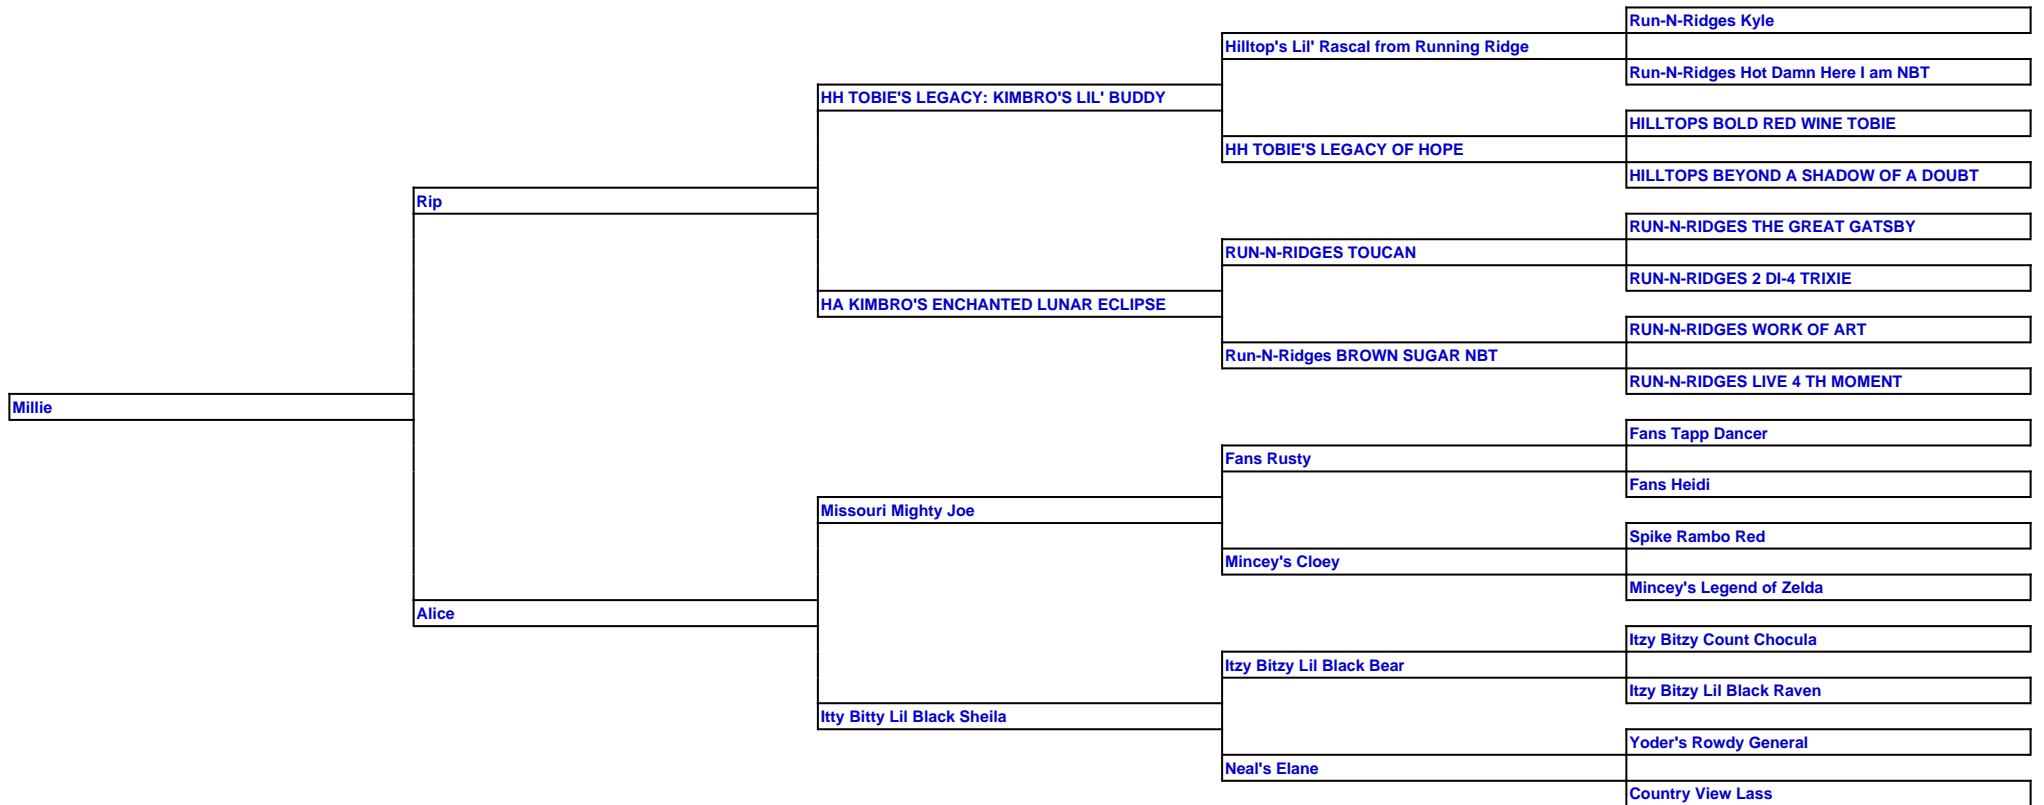 Run-N-Ridges Kyle
Hilltop's Lil' Rascal from Running Ridge
Run-N-Ridges Hot Damn Here I am NBT
HH TOBIE'S LEGACY: KIMBRO'S LIL' BUDDY
HILLTOPS BOLD RED WINE TOBIE
HH TOBIE'S LEGACY OF HOPE
HILLTOPS BEYOND A SHADOW OF A DOUBT
Rip
RUN-N-RIDGES THE GREAT GATSBY
RUN-N-RIDGES TOUCAN
RUN-N-RIDGES 2 DI-4 TRIXIE
HA KIMBRO'S ENCHANTED LUNAR ECLIPSE
RUN-N-RIDGES WORK OF ART
Run-N-Ridges BROWN SUGAR NBT
RUN-N-RIDGES LIVE 4 TH MOMENT
Millie
Fans Tapp Dancer
Fans Rusty
Fans Heidi
Missouri Mighty Joe
Spike Rambo Red
Mincey's Cloey
Mincey's Legend of Zelda
Alice
Itzy Bitzy Count Chocula
Itzy Bitzy Lil Black Bear
Itzy Bitzy Lil Black Raven
Itty Bitty Lil Black Sheila
Yoder's Rowdy General
Neal's Elane
Country View Lass